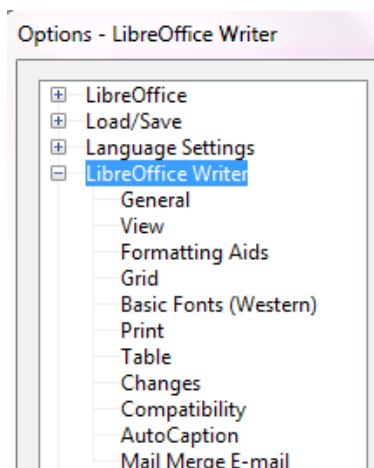 Options - LibreOffice Writer
LibreOffice
Load/Save
Language Settings
LibreOffice Writer
General
View
Formatting Aids
Grid
Basic Fonts (Western)
Print
Table
Changes
Compatibility
AutoCaption
Mail Merge E-mail